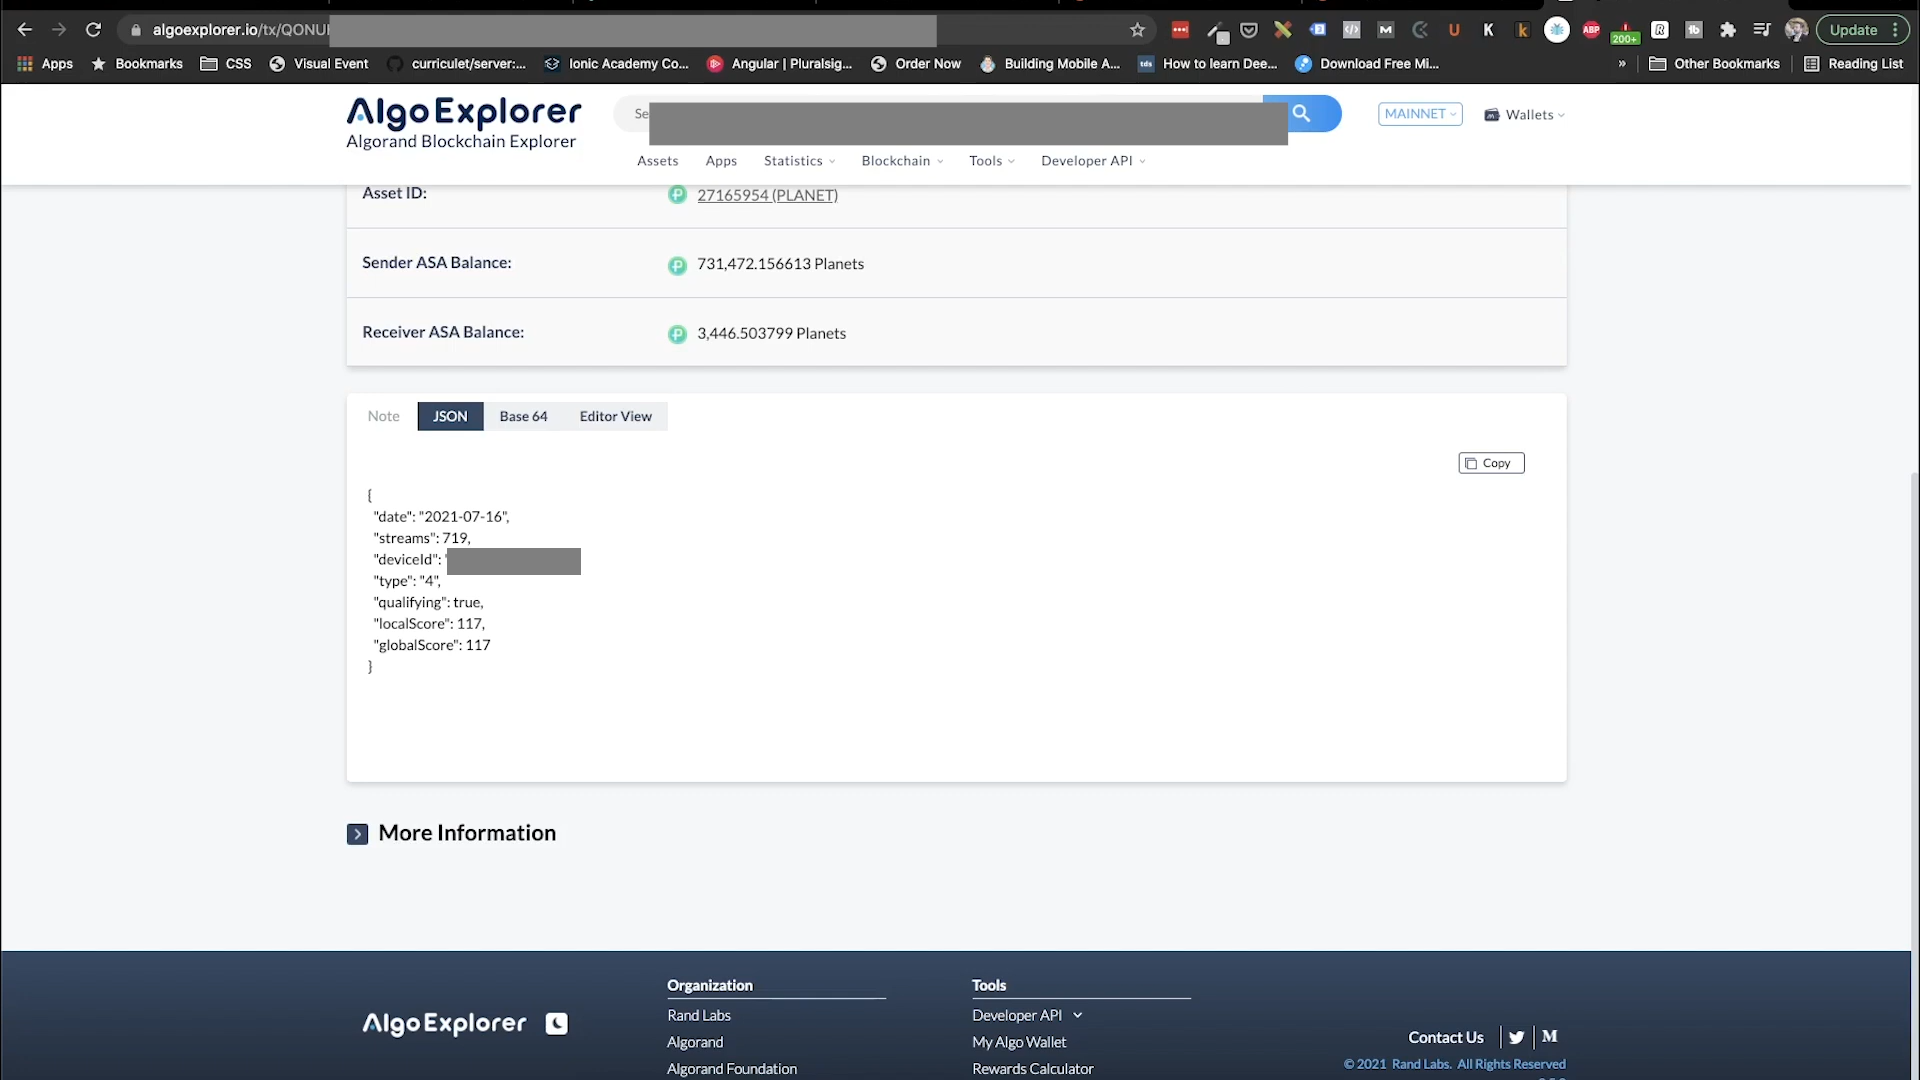 algoexplorer.io/tx/QONUH
Update
200+
Apps
Bookmarks
CSS
Visual Event
curriculet/server:...
Ionic Academy Co...
Angular | Pluralsig...
Order Now
Building Mobile A...
tds
How to learn Dee...
Download Free Mi...
»
Other Bookmarks
Reading List
AlgoExplorer
Algorand Blockchain Explorer
Se
MAINNET
Wallets
Assets
Apps
Statistics
Blockchain
Tools
Developer API
Asset ID:
27165954 (PLANET)
Sender ASA Balance:
731,472.156613 Planets
Receiver ASA Balance:
3,446.503799 Planets
Note
JSON
Base 64
Editor View
Copy
{
"date": "2021-07-16",
"streams": 719,
"deviceId": "
"type": "4",
"qualifying": true,
"localScore": 117,
"globalScore": 117
}
More Information
AlgoExplorer
Organization
Rand Labs
Algorand
Algorand Foundation
Tools
Developer API
My Algo Wallet
Rewards Calculator
Contact Us
© 2021 Rand Labs. All Rights Reserved